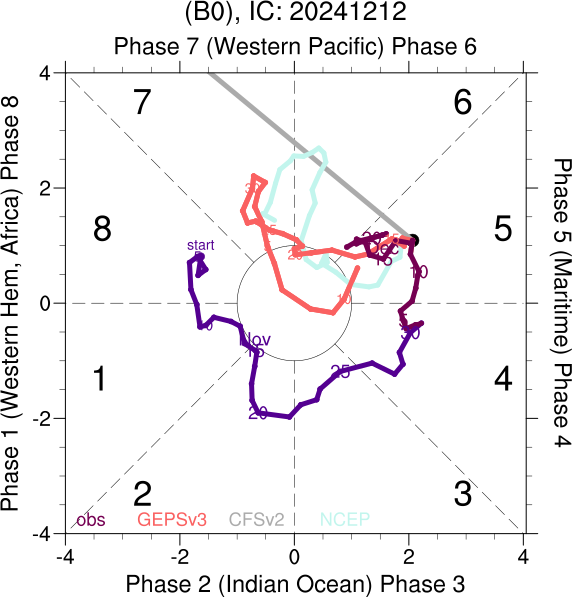 (B0), IC: 20241212
Phase 7 (Western Pacific) Phase 6
4
7
6
2
8
5
start
Phase 1 (Western Hem, Africa) Phase 8
Phase 5 (Maritime) Phase 4
10
0
10
Nov
15
30
1
4
25
-2
20
2
3
obs
GEPSv3
CFSv2
NCEP
-4
-4
-2
0
2
4
Phase 2 (Indian Ocean) Phase 3